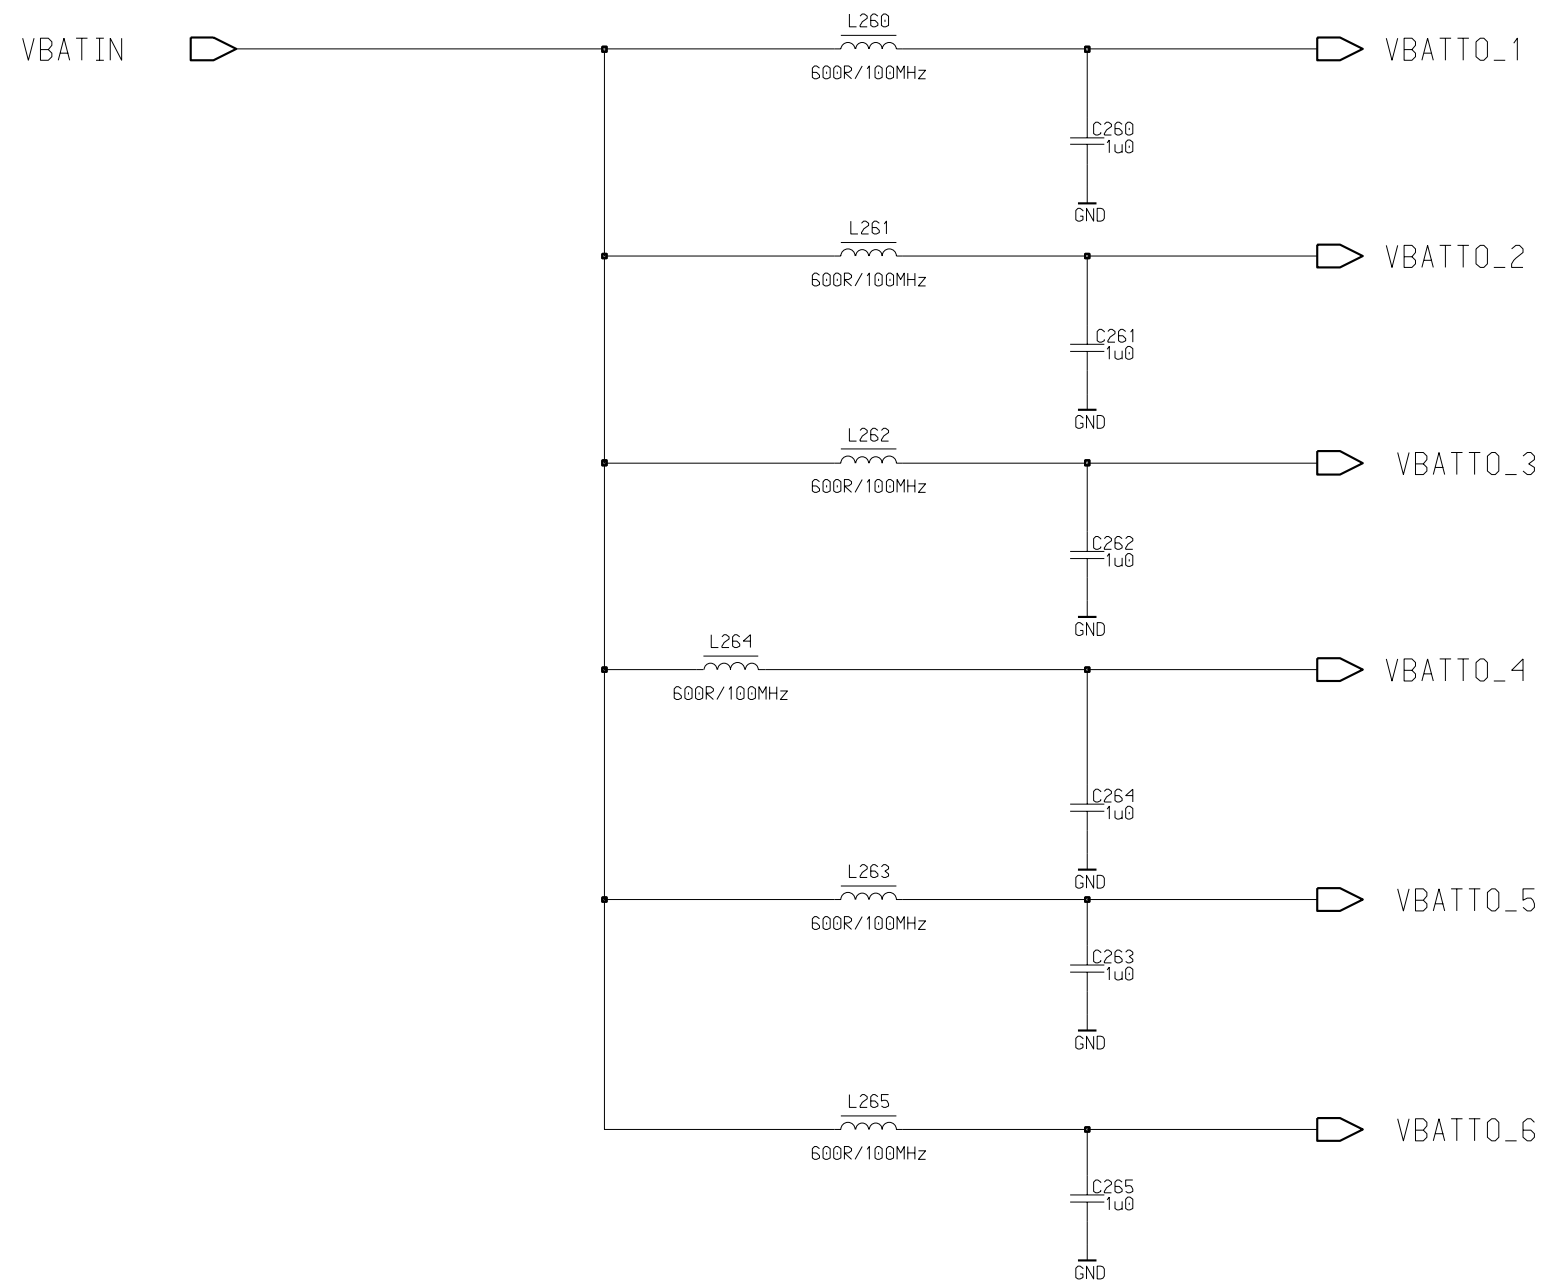 L260
VBATIN
VBATTO_1
600R/100MHz
C260
1u0
GND
L261
VBATTO_2
600R/100MHz
C261
1u0
GND
L262
VBATTO_3
600R/100MHz
C262
1u0
GND
L264
VBATTO_4
600R/100MHz
C264
1u0
GND
L263
VBATTO_5
600R/100MHz
C263
1u0
GND
L265
VBATTO_6
600R/100MHz
C265
1u0
GND